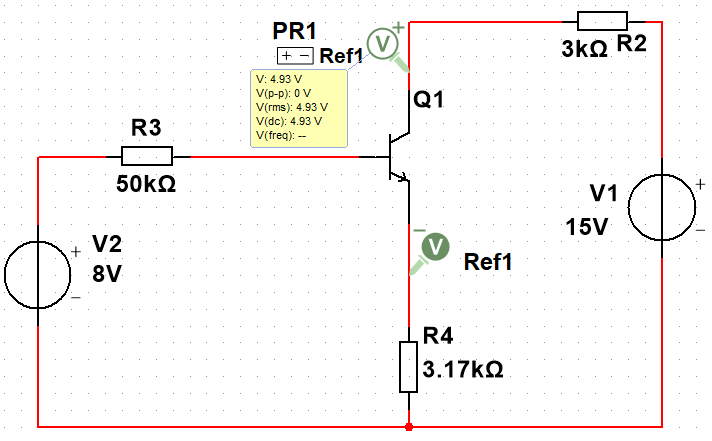 PR1
+ −
Ref1
V
+
V: 4.93 V
V(p-p): 0 V
V(rms): 4.93 V
V(dc): 4.93 V
V(freq): --
3kΩ
R2
Q1
R3
50kΩ
V1
15V
+
−
V2
8V
+
−
−
V
Ref1
R4
3.17kΩ